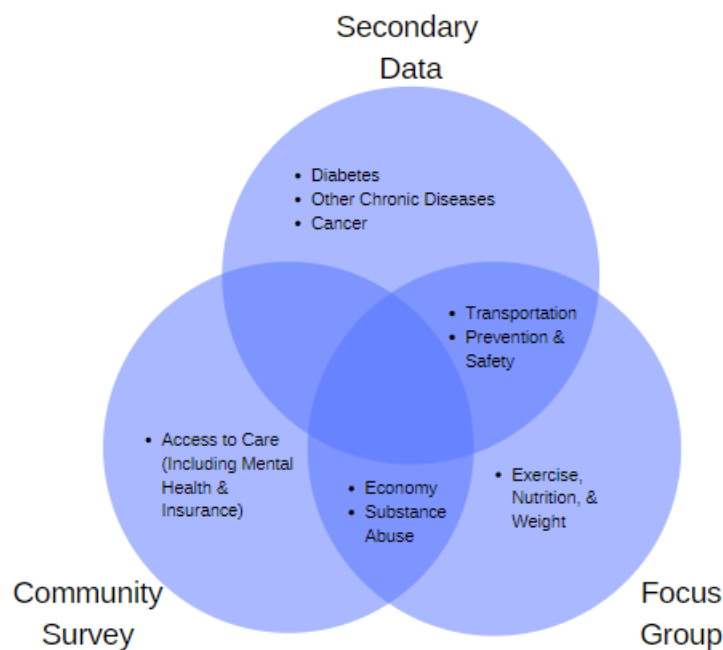 Secondary
Data
• Diabetes
• Other Chronic Diseases
• Cancer
• Transportation
• Prevention &
Safety
• Access to Care
(Including Mental
Health &
Insurance)
• Economy
• Substance
Abuse
• Exercise,
Nutrition, &
Weight
Community
Survey
Focus
Group